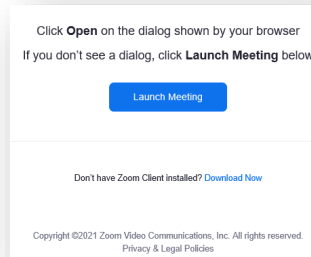 Click Open on the dialog shown by your browser
If you don't see a dialog, click Launch Meeting below
Launch Meeting
Don't have Zoom Client installed? Download Now
Copyright ©2021 Zoom Video Communications, Inc. All rights reserved.
Privacy & Legal Policies